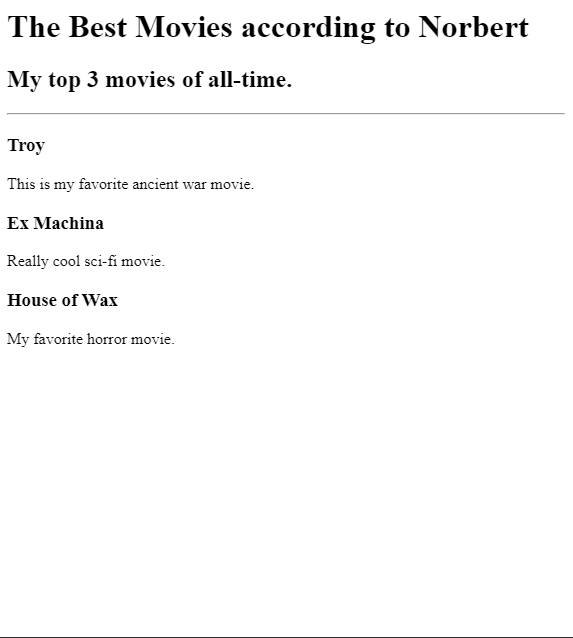 The Best Movies according to Norbert
My top 3 movies of all-time.
Troy
This is my favorite ancient war movie.
Ex Machina
Really cool sci-fi movie.
House of Wax
My favorite horror movie.